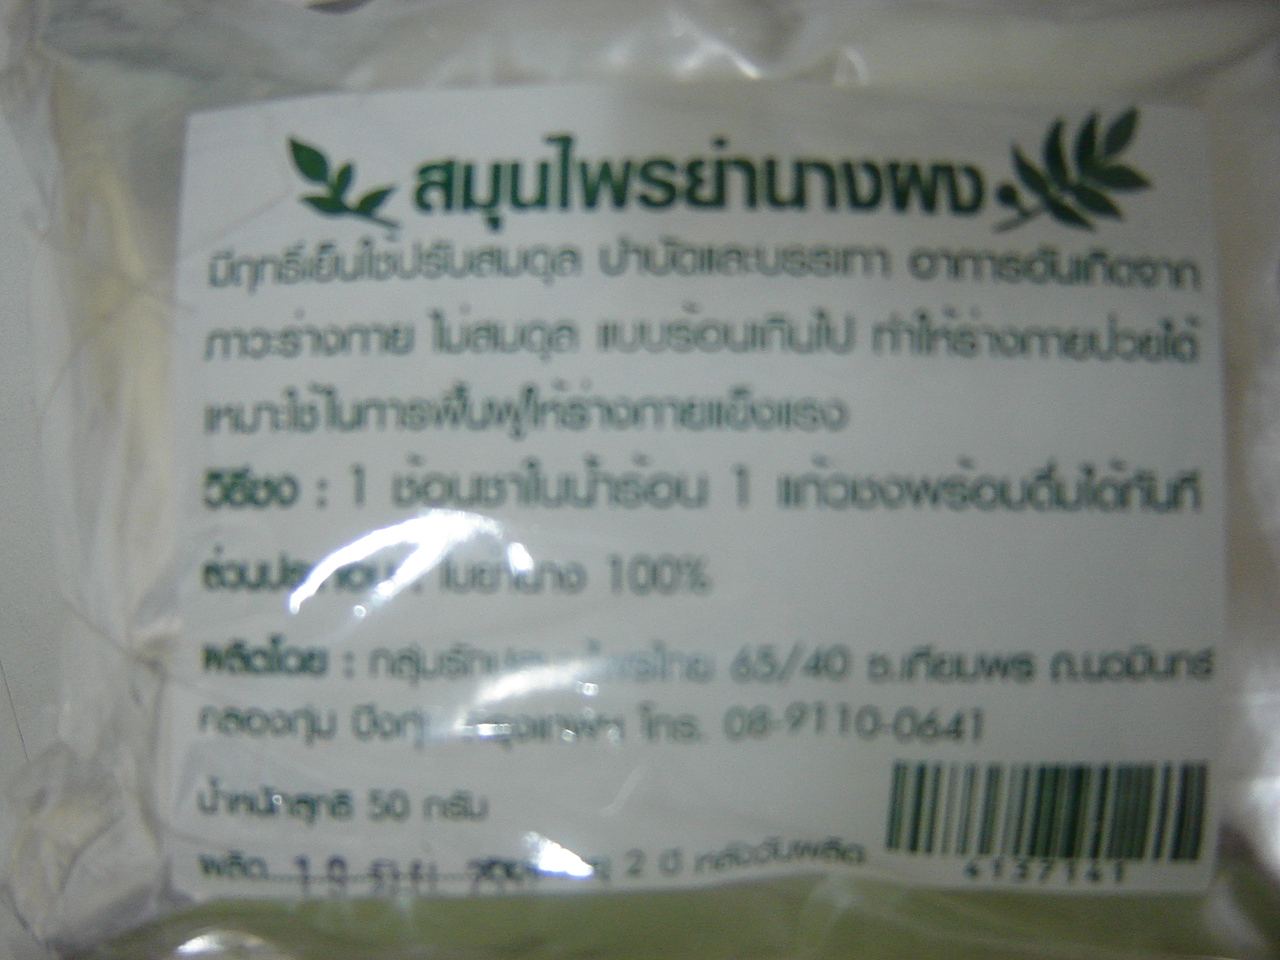 สมุนไพรย่านางผง
มีฤทธิ์เย็นใช้ปรับสมดุล บำบัดและบรรเทา อาการอันเกิดจาก
ภาวะร่างกาย ไม่สมดุล แบบร้อนเกินไป ทำให้ร่างกายป่วยได้
เหมาะใช้ในการฟื้นฟูให้ร่างกายแข็งแรง
วิธีชง : 1 ช้อนชาในน้ำร้อน 1 แก้วชงพร้อมดื่มได้ทันที
ส่วนประกอบ : ใบย่านาง 100%
ผลิตโดย : 65/40 ซ.เทียมพร ถ.นวมินทร์
คลองกุ่ม บึงกุ่ม กรุงเทพฯ โทร. 08-9110-0641
น้ำหนักสุทธิ 50 กรัม
ผลิต 2 ปี หลังวันผลิต
4137141